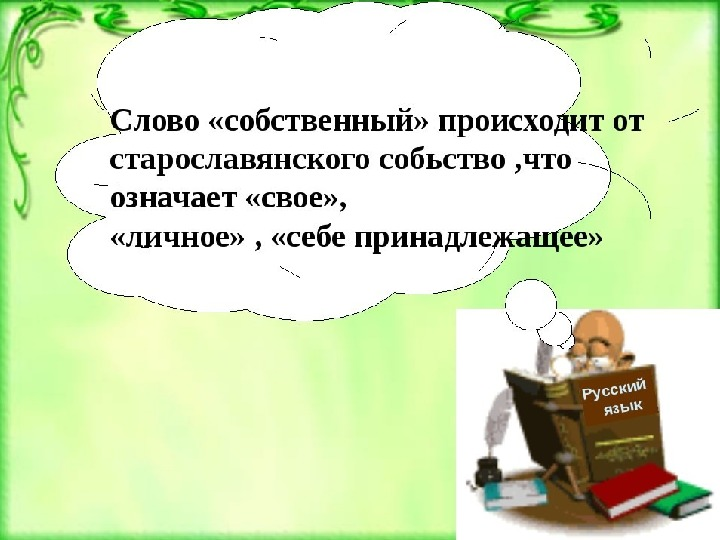 Слово «собственный» происходит от
старославянского собьство ,что
означает «свое»,
«личное» , «себе принадлежащее»
Русский
язык